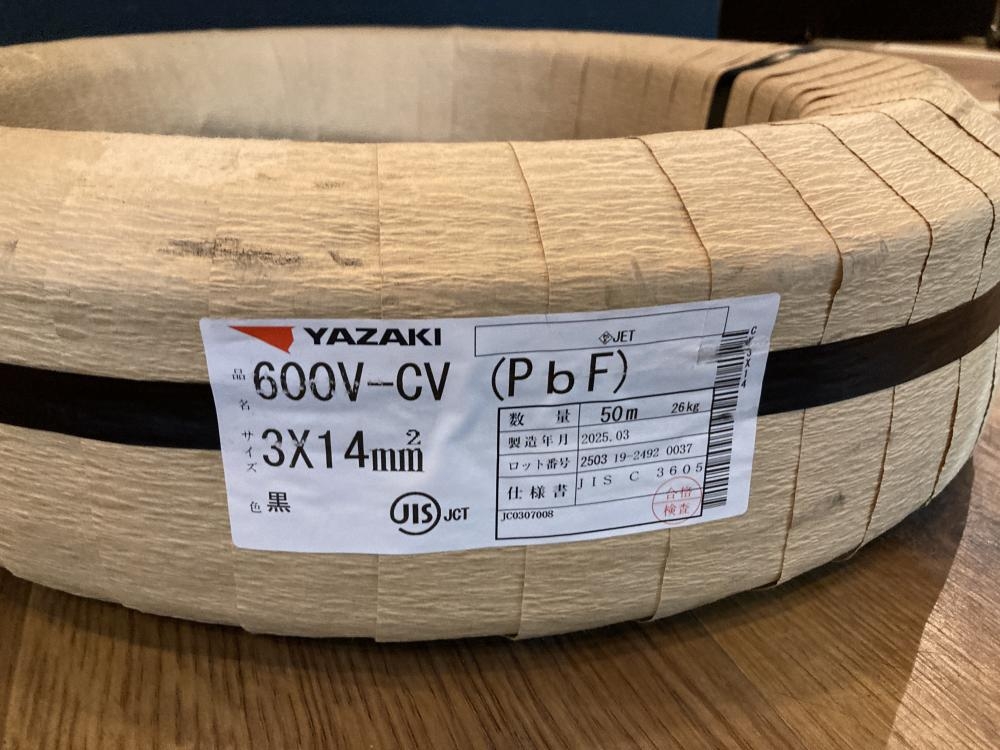 YAZAKI
JET
品名 600V-CV (PbF)
サイズ 3X14mm²
色 黒
JIS JCT
数量 50m 26kg
製造年月 2025.03
ロット番号 2503 19-2492 0037
仕様書 JIS C 3605
JC0307008
合格
検査